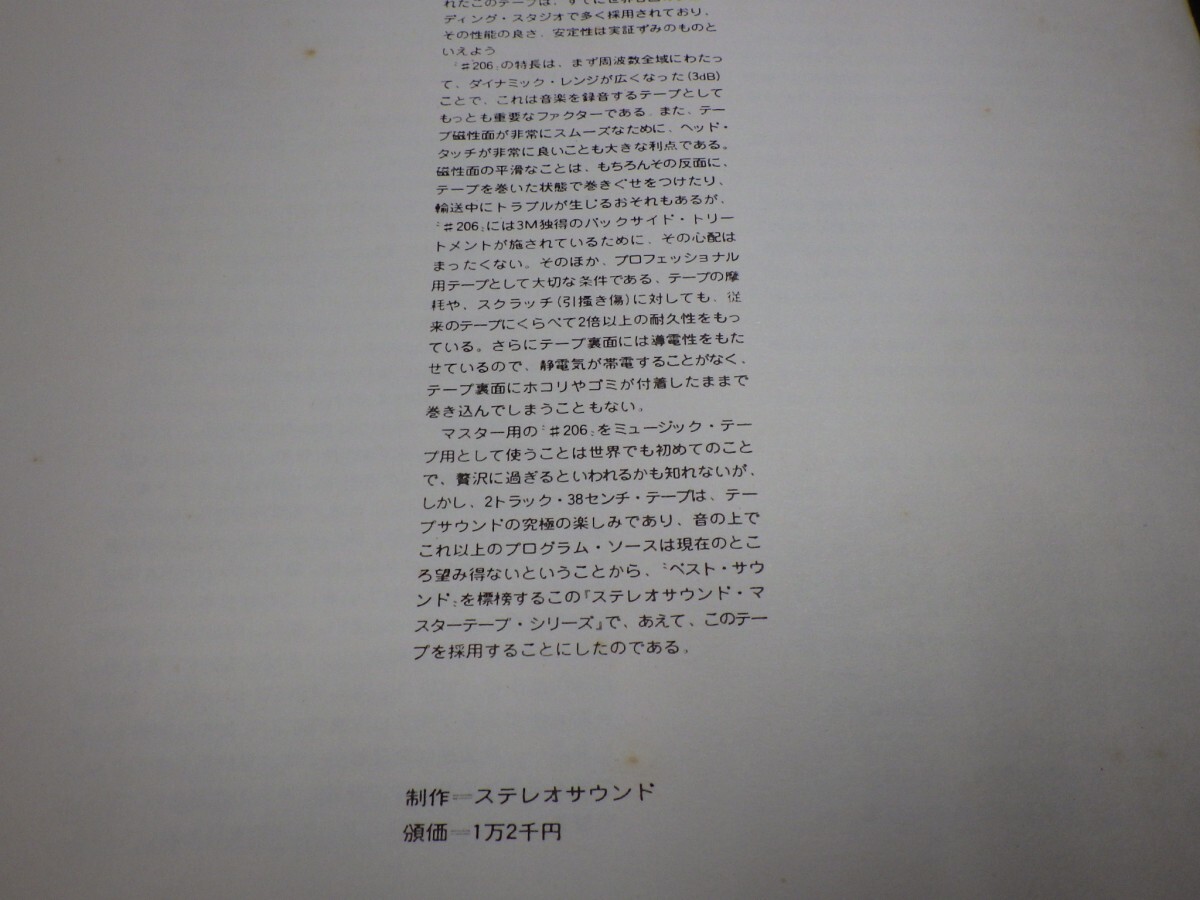 れたこのテープは、すでに世界
ディング・スタジオで多く採用されており、
その性能の良さ、安定性は実証ずみのものと
いえよう
〝♯206〟の特長は、まず周波数全域にわたっ
て、ダイナミック・レンジが広くなった(3dB)
ことで、これは音楽を録音するテープとして
もっとも重要なファクターである。また、テー
プ磁性面が非常にスムーズなために、ヘッド・
タッチが非常に良いことも大きな利点である。
磁性面の平滑なことは、もちろんその反面に、
テープを巻いた状態で巻きぐせをつけたり、
輸送中にトラブルが生じるおそれもあるが、
〝♯206〟には3M独得のバックサイド・トリー
トメントが施されているために、その心配は
まったくない。そのほか、プロフェッショナル
用テープとして大切な条件である、テープの摩
耗や、スクラッチ(引搔き傷)に対しても、従
来のテープにくらべて2倍以上の耐久性をもっ
ている。さらにテープ裏面には導電性をもた
せているので、静電気が帯電することがなく、
テープ裏面にホコリやゴミが付着したままで
巻き込んでしまうこともない。
マスター用の〝♯206〟をミュージック・テー
プ用として使うことは世界でも初めてのこと
で、贅沢に過ぎるといわれるかも知れないが、
しかし、2トラック・38センチ・テープは、テー
プサウンドの究極の楽しみであり、音の上で
これ以上のプログラム・ソースは現在のとこ
ろ望み得ないということから、〝ベスト・サウ
ンド〟を標榜するこの『ステレオサウンド・マ
スターテープ・シリーズ』で、あえて、このテー
プを採用することにしたのである。
制作＝ステレオサウンド
頒価＝1万2千円